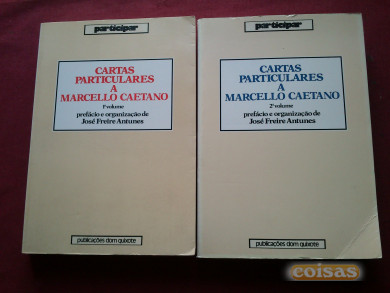 participar
CARTAS
PARTICULARES
A
MARCELLO CAETANO
1º volume
prefácio e organização de
José Freire Antunes
publicações dom quixote
participar
CARTAS
PARTICULARES
A
MARCELLO CAETANO
2º volume
prefácio e organização de
José Freire Antunes
publicações dom quixote
coisas